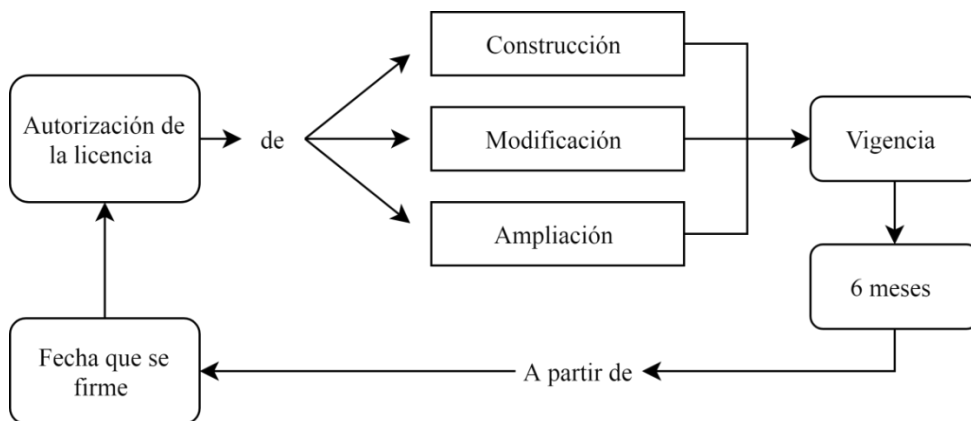 Construcción
Autorización de
la licencia
de
Modificación
Vigencia
Ampliación
6 meses
Fecha que se
firme
A partir de